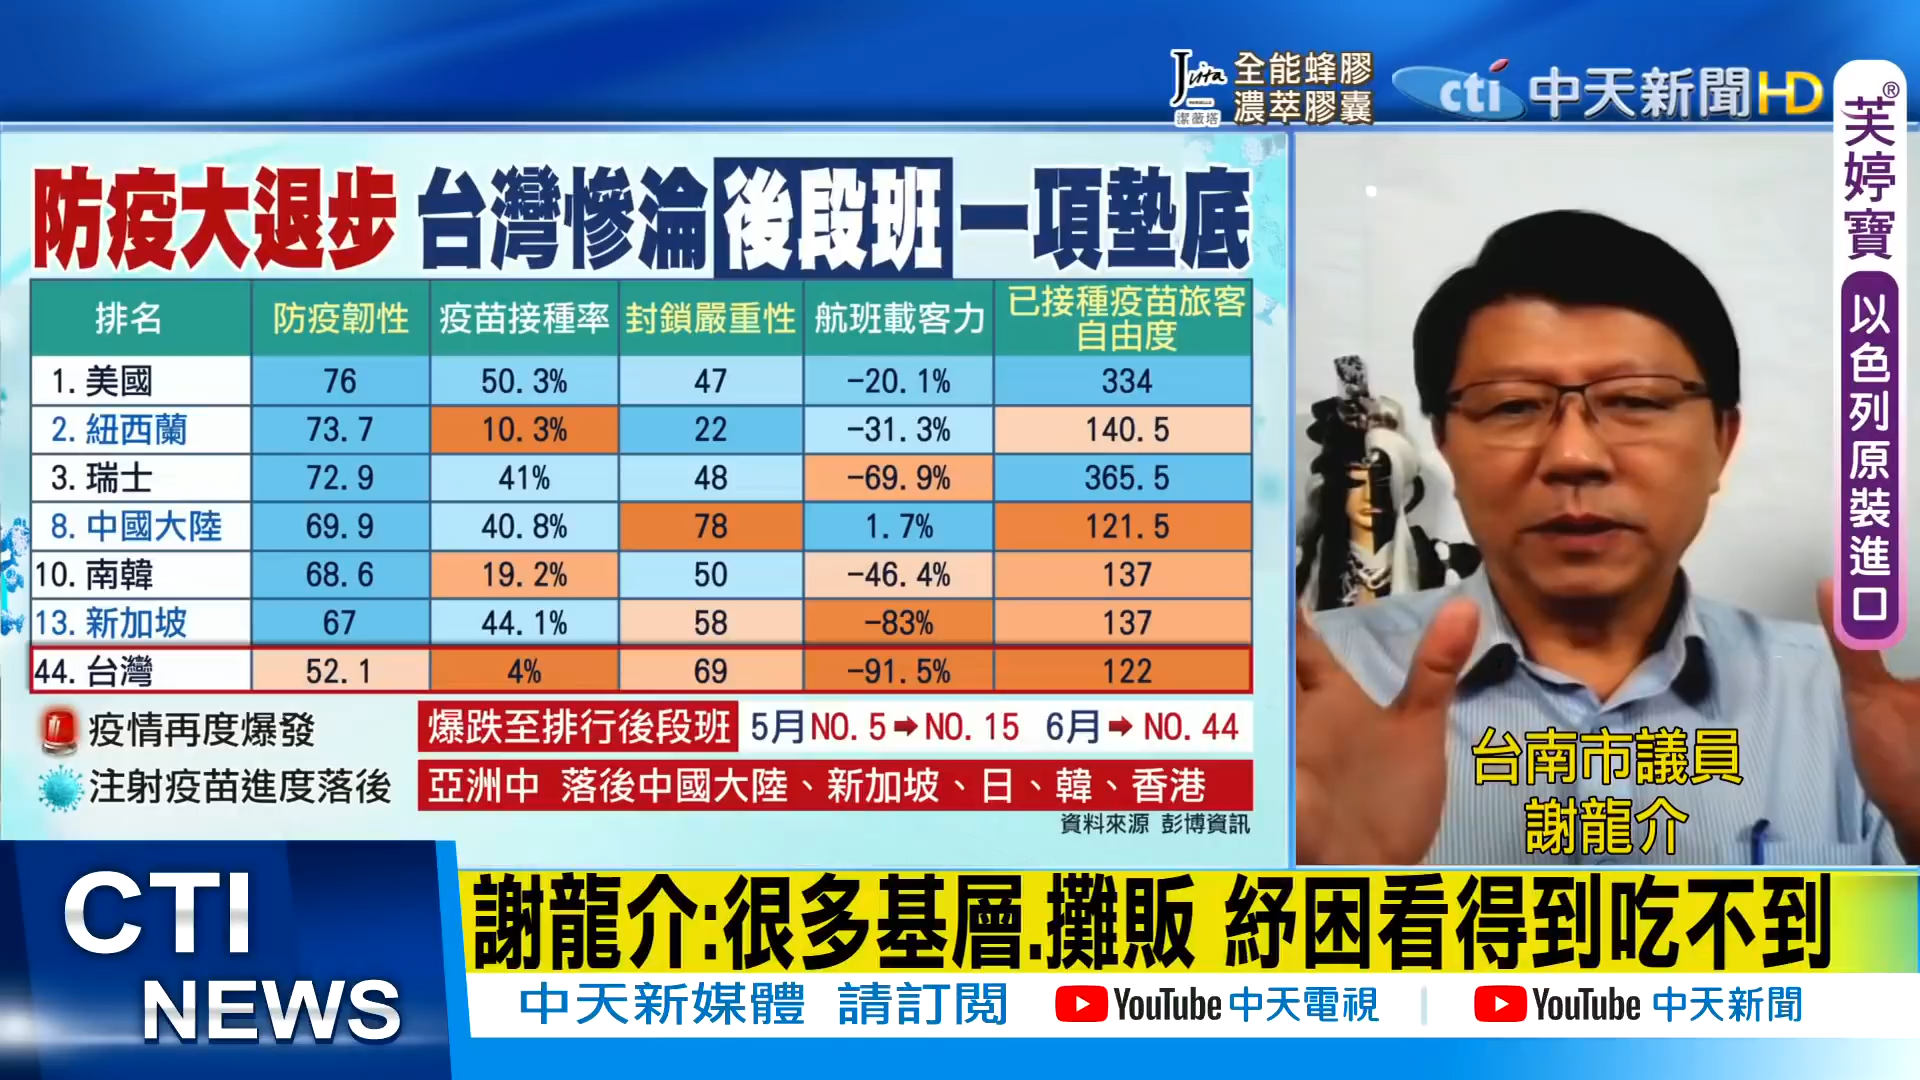 Jvita
潔薇塔
全能蜂膠
濃萃膠囊
cti 中天新聞HD
芙婷寶®
以色列原裝進口
防疫大退步 台灣慘淪後段班 一項墊底
排名 防疫韌性 疫苗接種率 封鎖嚴重性 航班載客力 已接種疫苗旅客自由度
1. 美國 76 50.3% 47 -20.1% 334
2. 紐西蘭 73.7 10.3% 22 -31.3% 140.5
3. 瑞士 72.9 41% 48 -69.9% 365.5
8. 中國大陸 69.9 40.8% 78 1.7% 121.5
10. 南韓 68.6 19.2% 50 -46.4% 137
13. 新加坡 67 44.1% 58 -83% 137
44. 台灣 52.1 4% 69 -91.5% 122
疫情再度爆發 爆跌至排行後段班 5月NO.5➡NO.15 6月➡NO.44
注射疫苗進度落後 亞洲中 落後中國大陸、新加坡、日、韓、香港
資料來源 彭博資訊
台南市議員
謝龍介
CTI NEWS
謝龍介:很多基層.攤販 紓困看得到吃不到
中天新媒體 請訂閱 YouTube 中天電視 | YouTube 中天新聞